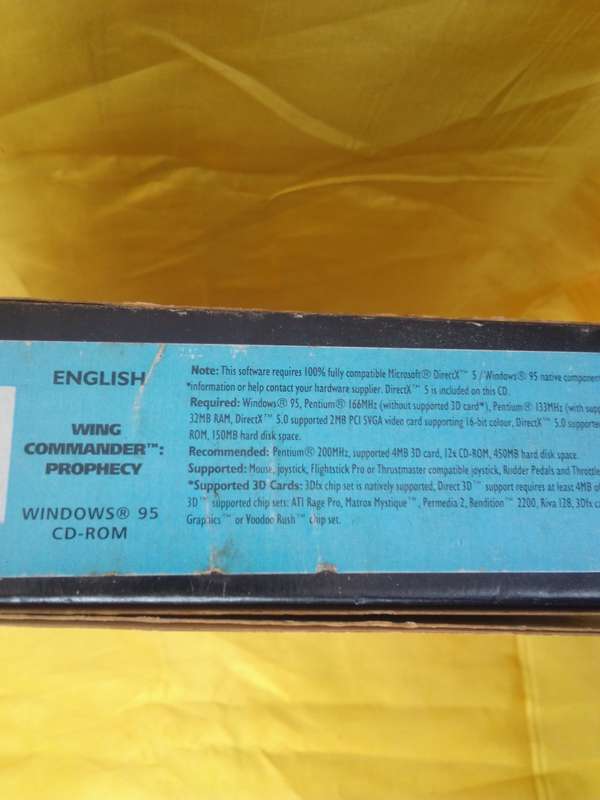 ENGLISH
WING
COMMANDER™:
PROPHECY
WINDOWS® 95
CD-ROM
Note: This software requires 100% fully compatible Microsoft® DirectX™ 5 / Windows® 95 native component
*information or help contact your hardware supplier. DirectX™ 5 is included on this CD.
Required: Windows® 95, Pentium® 166MHz (without supported 3D card*), Pentium® 133MHz (with supp
32MB RAM, DirectX™ 5.0 supported 2MB PCI SVGA video card supporting 16-bit colour, DirectX™ 5.0 supporte
ROM, 150MB hard disk space.
Recommended: Pentium® 200MHz, supported 4MB 3D card, 12x CD-ROM, 450MB hard disk space.
Supported: Mouse, joystick, Flightstick Pro or Thrustmaster compatible joystick, Rudder Pedals and Throttle
*Supported 3D Cards: 3Dfx chip set is natively supported, Direct 3D™ support requires at least 4MB of
3D™ supported chip sets: ATI Rage Pro, Matrox Mystique™, Permedia 2, Rendition™ 2200, Riva 128, 3Dfx c
Graphics™ or Voodoo Rush™ chip set.